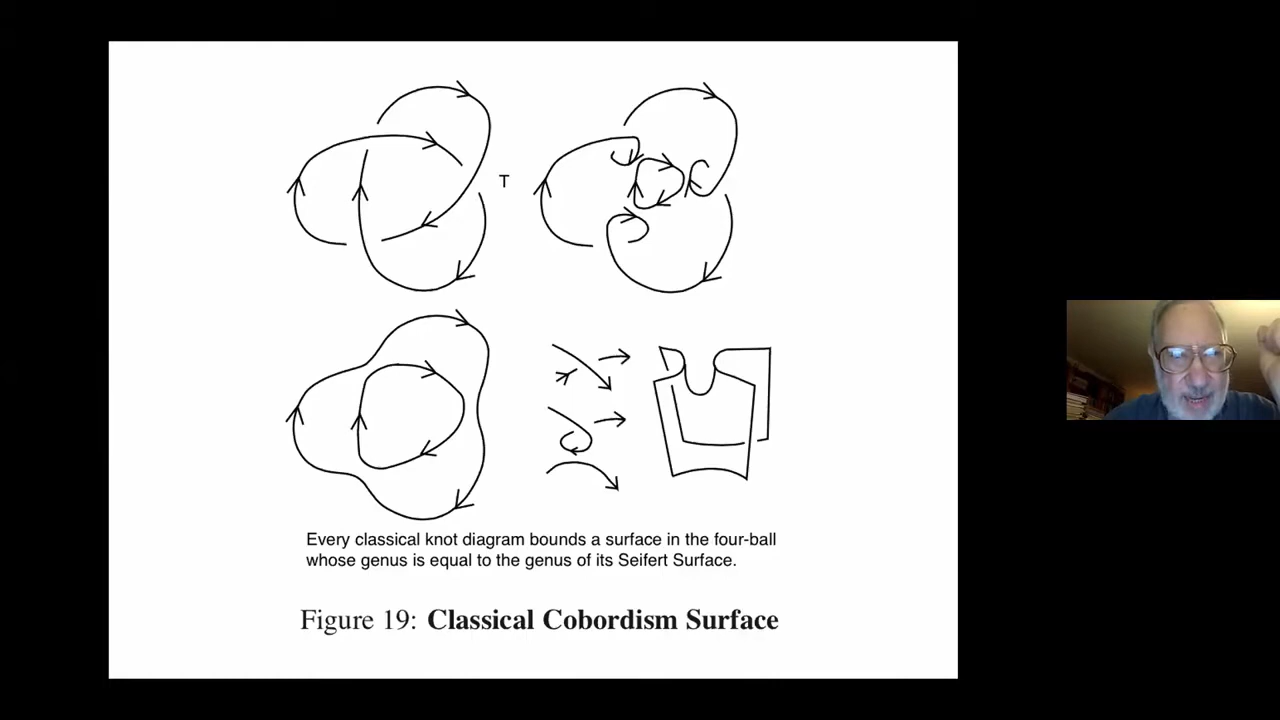 T
Every classical knot diagram bounds a surface in the four-ball
whose genus is equal to the genus of its Seifert Surface.
Figure 19: Classical Cobordism Surface